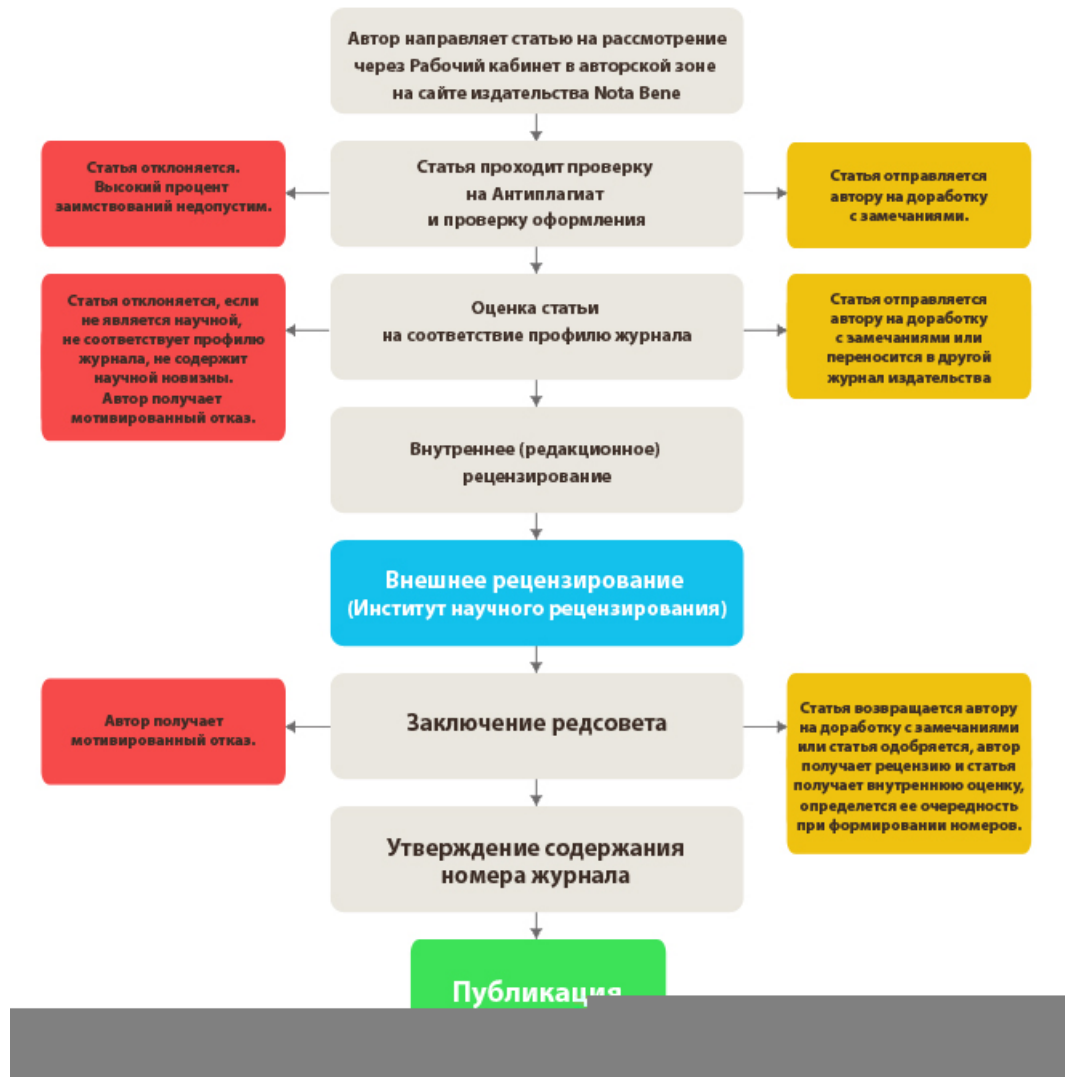 Автор направляет статью на рассмотрение
через Рабочий кабинет в авторской зоне
на сайте издательства Nota Bene
Статья отклоняется.
Высокий процент
заимствований недопустим.
Статья проходит проверку
на Антиплагиат
и проверку оформления
Статья отправляется
автору на доработку
с замечаниями.
Статья отклоняется, если
не является научной,
не соответствует профилю
журнала, не содержит
научной новизны.
Автор получает
мотивированный отказ.
Оценка статьи
на соответствие профилю журнала
Статья отправляется
автору на доработку
с замечаниями или
переносится в другой
журнал издательства
Внутреннее (редакционное)
рецензирование
Внешнее рецензирование
(Институт научного рецензирования)
Автор получает
мотивированный отказ.
Заключение редсовета
Статья возвращается автору
на доработку с замечаниями
или статья одобряется, автор
получает рецензию и статья
получает внутреннюю оценку,
определется ее очередность
при формировании номеров.
Утверждение содержания
номера журнала
Публикация